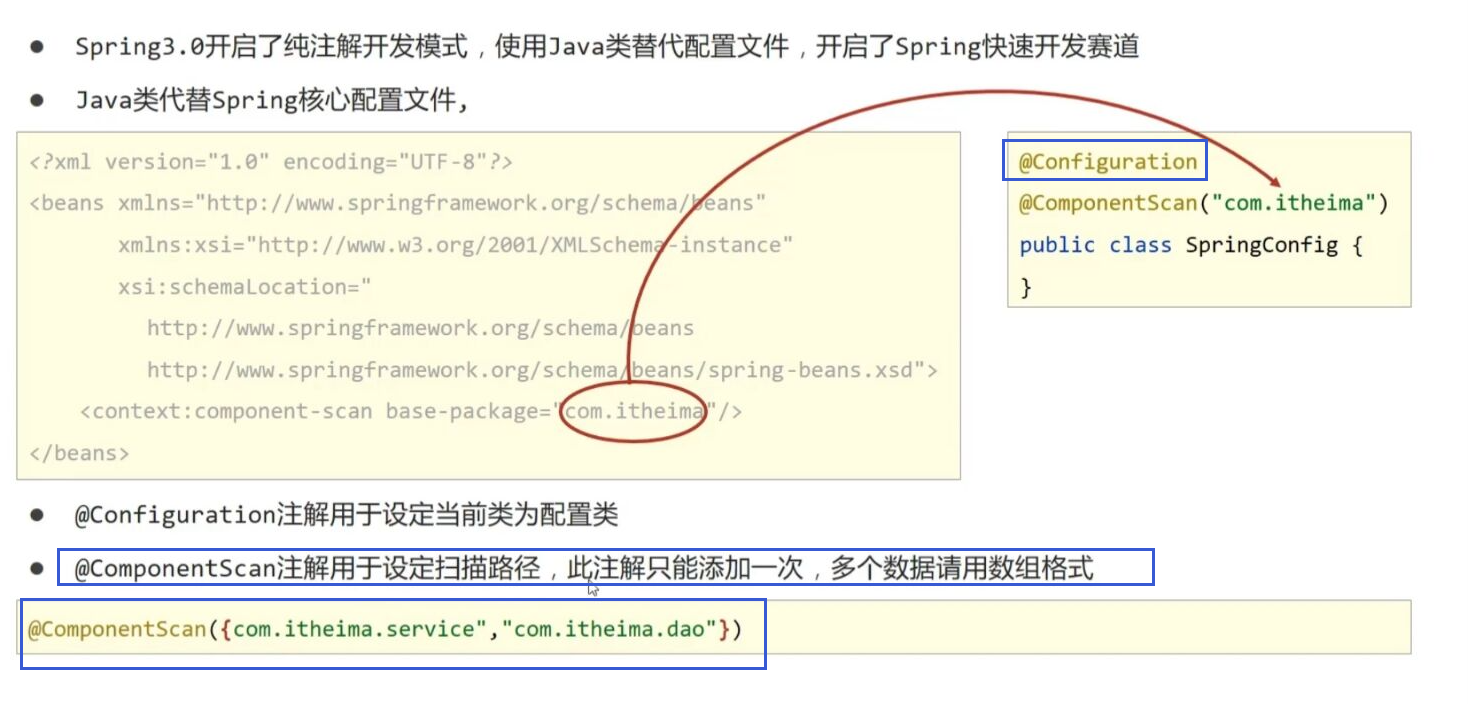 ● Spring3.0开启了纯注解开发模式，使用Java类替代配置文件，开启了Spring快速开发赛道
● Java类代替Spring核心配置文件,
<?xml version="1.0" encoding="UTF-8"?>
<beans xmlns="http://www.springframework.org/schema/beans"
xmlns:xsi="http://www.w3.org/2001/XMLSchema-instance"
xsi:schemaLocation="
http://www.springframework.org/schema/beans
http://www.springframework.org/schema/beans/spring-beans.xsd">
<context:component-scan base-package="com.itheima"/>
</beans>
@Configuration
@ComponentScan("com.itheima")
public class SpringConfig {
}
● @Configuration注解用于设定当前类为配置类
● @ComponentScan注解用于设定扫描路径，此注解只能添加一次，多个数据请用数组格式
@ComponentScan({com.itheima.service","com.itheima.dao"})